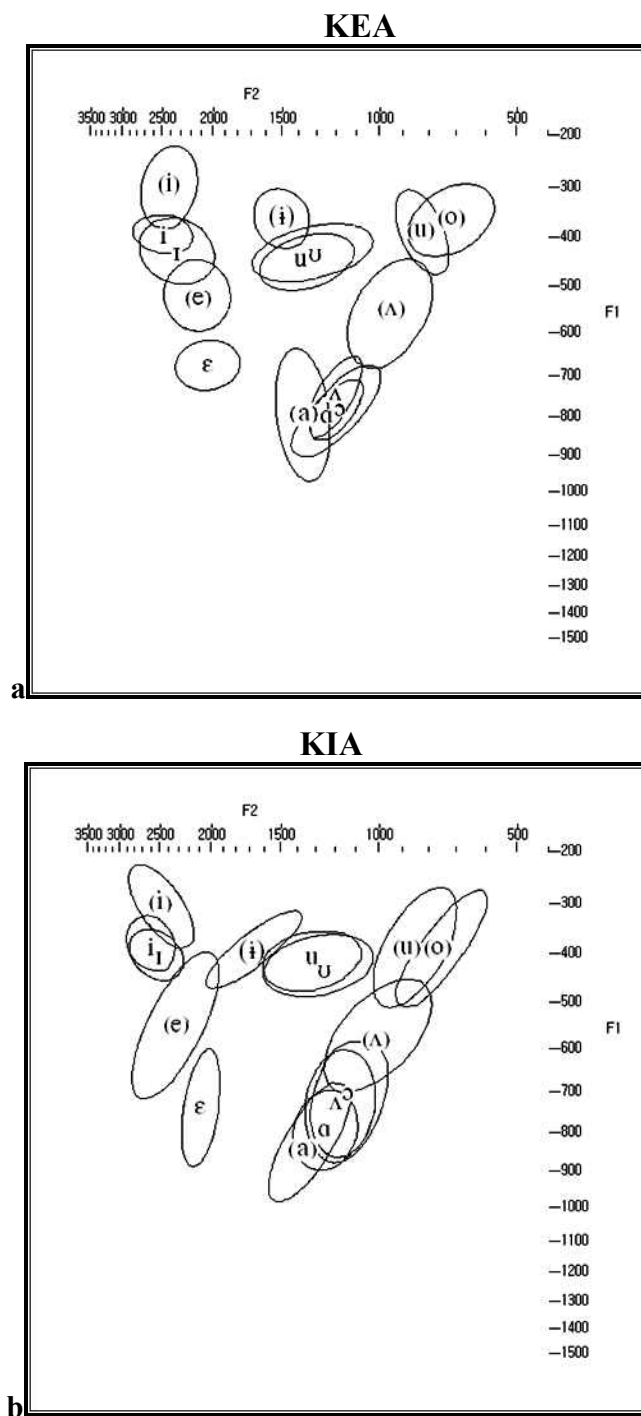 KEA
F2
3500 3000 2500 2000 1500 1000 500
200
(i)
300
(ɨ)
(u) (o)
i
400
ɪ
u ʊ
500
(e)
(ʌ)
F1
600
ɛ
700
ʌ
(a) ɑ ɔ
800
900
1000
1100
1200
1300
1400
1500
a
KIA
F2
3500 3000 2500 2000 1500 1000 500
200
(i)
300
i ɪ (ɨ) u ʊ (u) (o)
400
500
(e)
(ʌ)
F1
600
ɛ
700
ʌ ɔ
ɑ
800
(a)
900
1000
1100
1200
1300
1400
1500
b